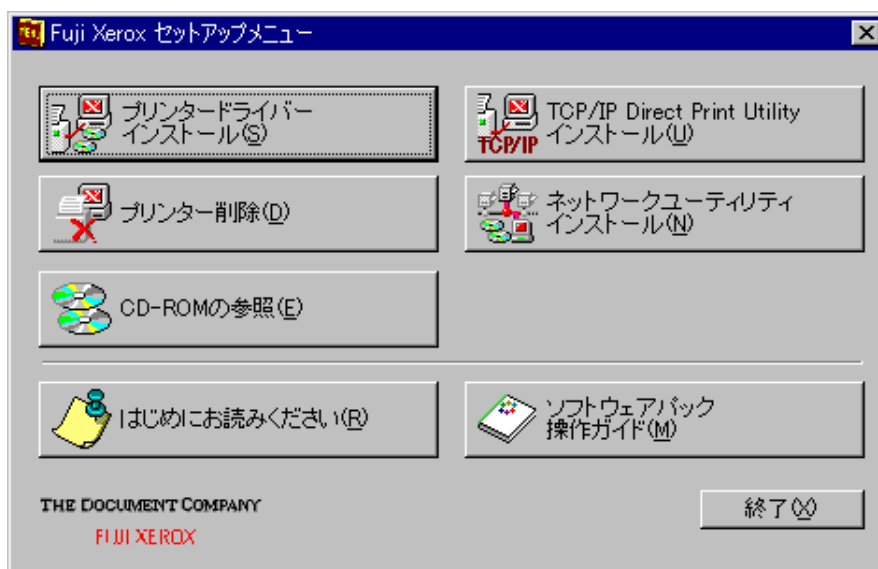 Fuji Xerox セットアップメニュー
プリンタードライバー
インストール(S)
TCP/IP
TCP/IP Direct Print Utility
インストール(U)
プリンター削除(D)
ネットワークユーティリティ
インストール(N)
CD-ROMの参照(E)
はじめにお読みください(R)
ソフトウェアパック
操作ガイド(M)
THE DOCUMENT COMPANY
FUJI XEROX
終了(X)